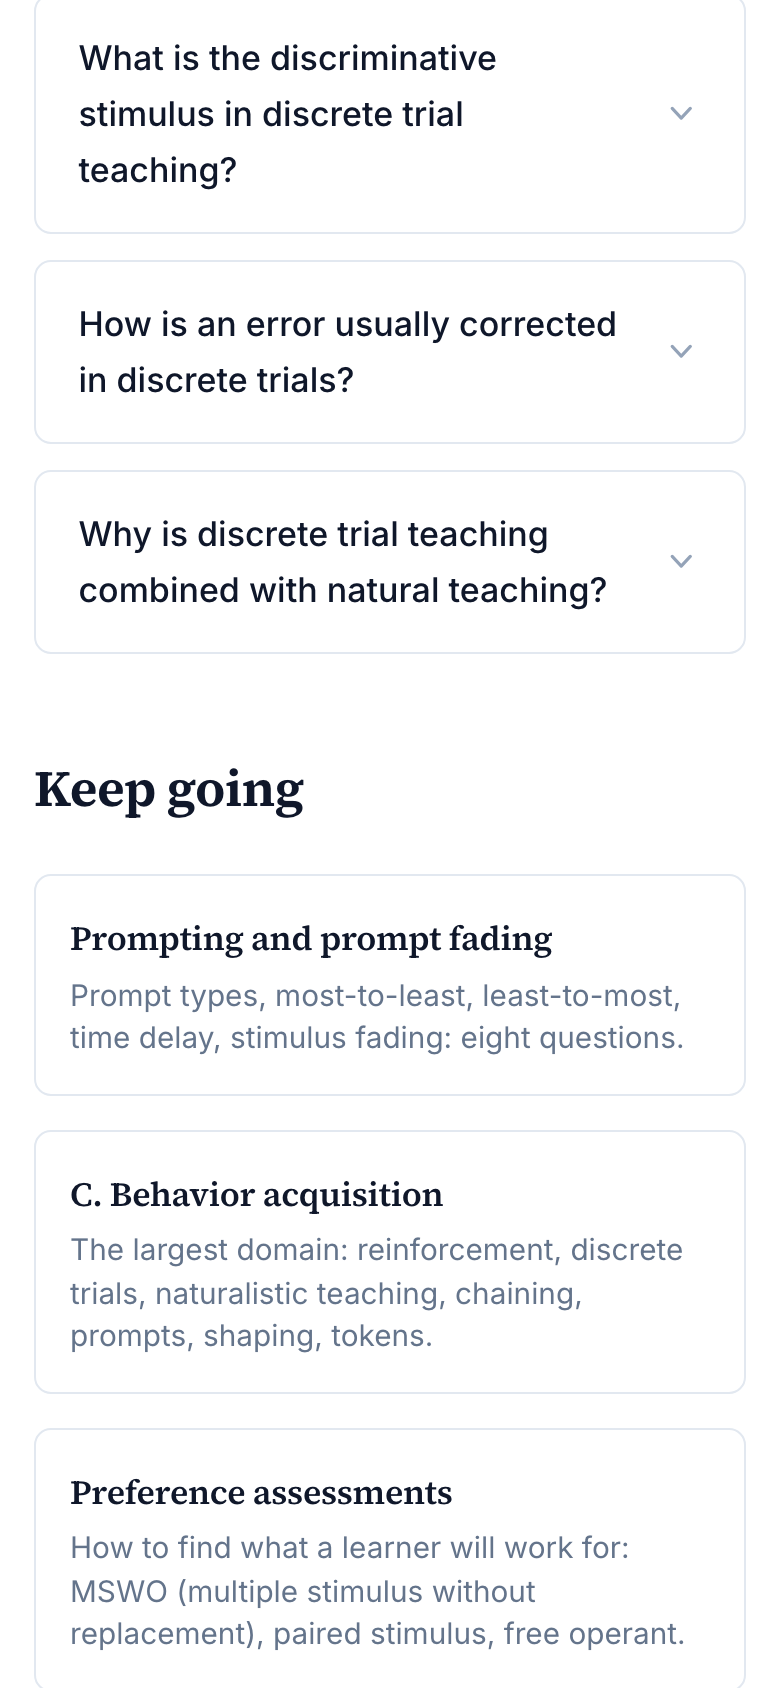 What is the discriminative
stimulus in discrete trial
teaching?
How is an error usually corrected
in discrete trials?
Why is discrete trial teaching
combined with natural teaching?
Keep going
Prompting and prompt fading
Prompt types, most-to-least, least-to-most,
time delay, stimulus fading: eight questions.
C. Behavior acquisition
The largest domain: reinforcement, discrete
trials, naturalistic teaching, chaining,
prompts, shaping, tokens.
Preference assessments
How to find what a learner will work for:
MSWO (multiple stimulus without
replacement), paired stimulus, free operant.